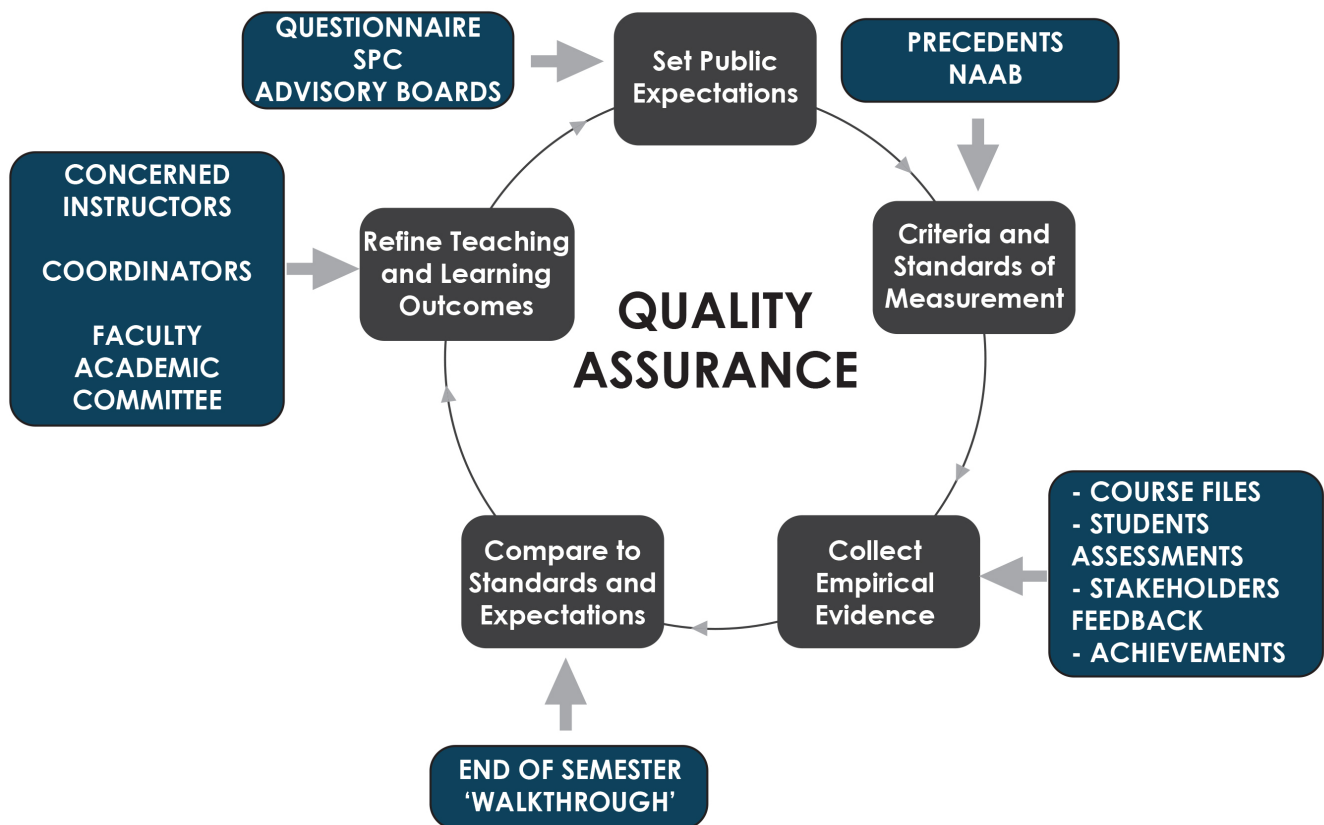 QUESTIONNAIRE
SPC
ADVISORY BOARDS
Set Public
Expectations
PRECEDENTS
NAAB
CONCERNED
INSTRUCTORS
COORDINATORS
FACULTY
ACADEMIC
COMMITTEE
Refine Teaching
and Learning
Outcomes
Criteria and
Standards of
Measurement
QUALITY
ASSURANCE
Compare to
Standards and
Expectations
Collect
Empirical
Evidence
- COURSE FILES
- STUDENTS
ASSESSMENTS
- STAKEHOLDERS
FEEDBACK
- ACHIEVEMENTS
END OF SEMESTER
‘WALKTHROUGH’